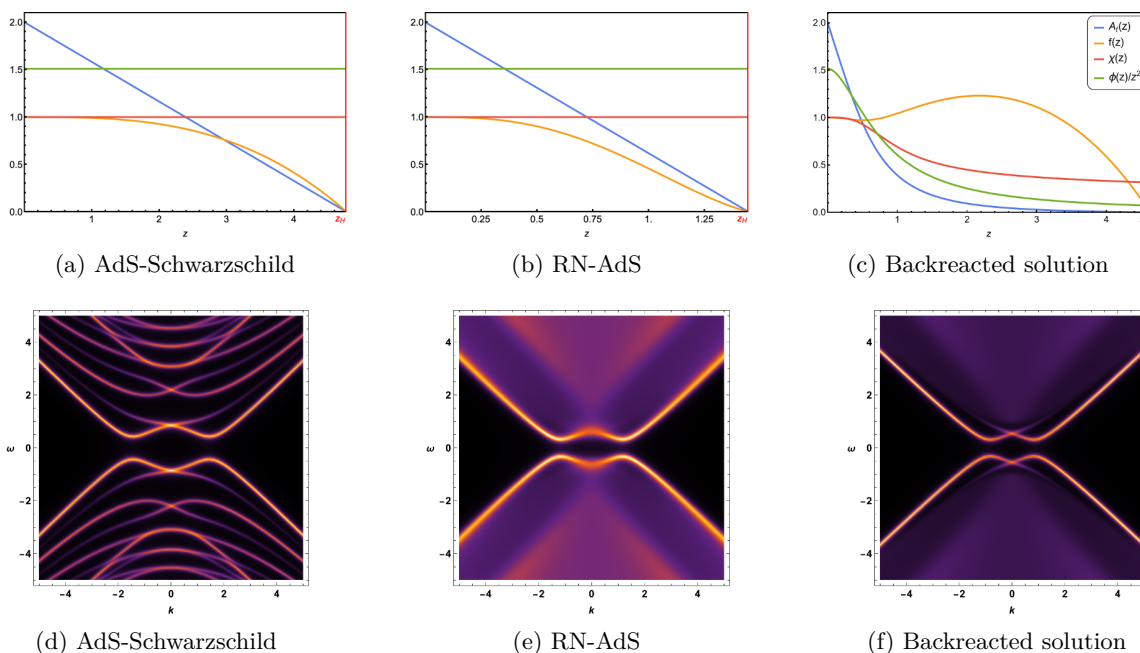 2.0
1.5
1.0
0.5
0.0
1 2 3 4 z_H
z
2.0
1.5
1.0
0.5
0.0
0.25 0.5 0.75 1. 1.25 z_H
z
2.0
1.5
1.0
0.5
0.0
1 2 3 4
z
A_t(z)
f(z)
χ(z)
ϕ(z)/z²
(a) AdS-Schwarzschild
(b) RN-AdS
(c) Backreacted solution
4
2
ω 0
-2
-4
-4 -2 0 2 4
k
4
2
ω 0
-2
-4
-4 -2 0 2 4
k
4
2
ω 0
-2
-4
-4 -2 0 2 4
k
(d) AdS-Schwarzschild
(e) RN-AdS
(f) Backreacted solution